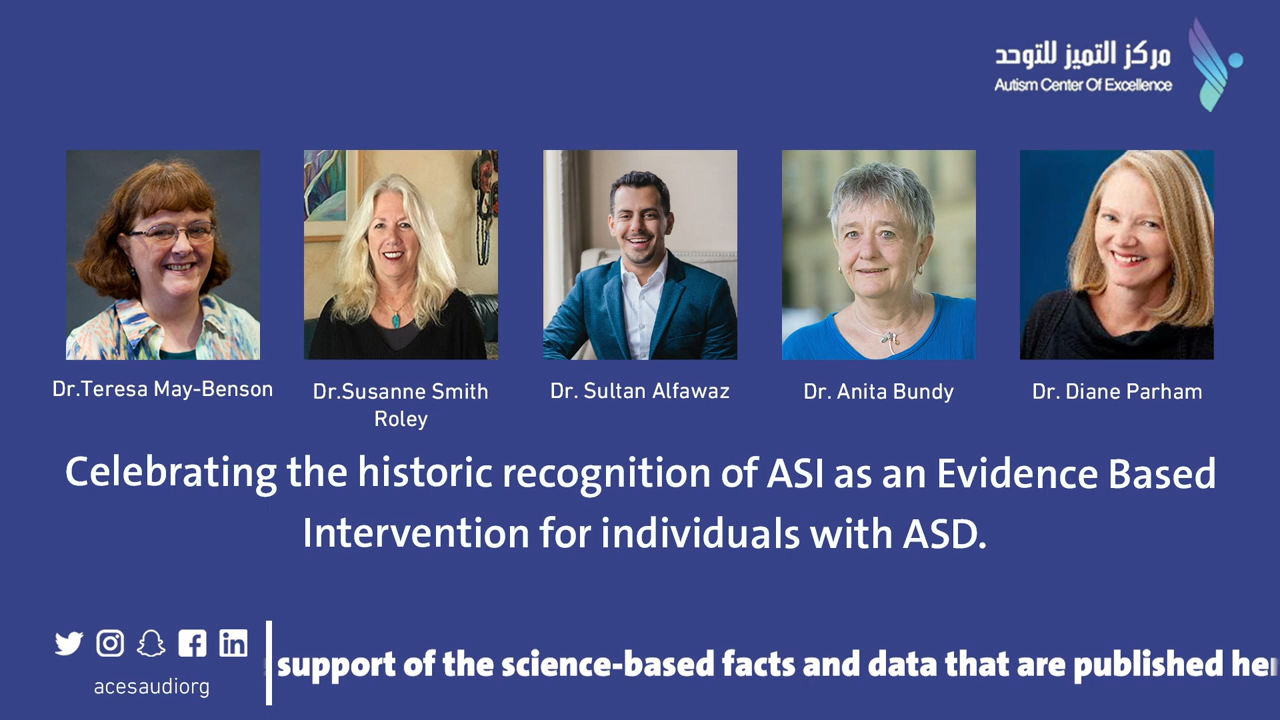 مركز التميز للتوحد
Autism Center Of Excellence
Dr.Teresa May-Benson
Dr.Susanne Smith
Roley
Dr. Sultan Alfawaz
Dr. Anita Bundy
Dr. Diane Parham
Celebrating the historic recognition of ASI as an Evidence Based
Intervention for individuals with ASD.
support of the science-based facts and data that are published
acesaudiorg